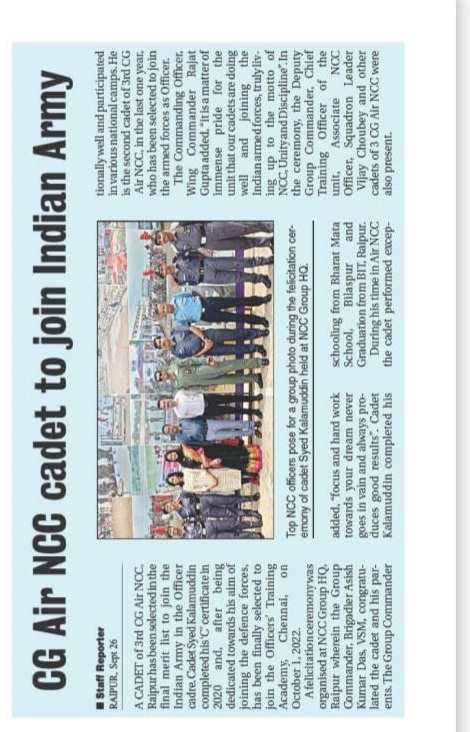 CG Air NCC cadet to join Indian Army
■ Staff Reporter
RAIPUR, Sept 26
A CADET of 3rd CG Air NCC,
Raipur has been selected in the
final merit list to join the
Indian Army in the Officer
cadre. Cadet Syed Kalamuddin
completed his "C" certificate in
2020 and, after being
dedicated towards his aim of
joining the defence forces,
has been finally selected to
join the Officers' Training
Academy, Chennai, on
October 1, 2022.
A felicitation ceremony was
organised at NCC Group HQ,
Raipur wherein the Group
Commander, Brigadier Asish
Kumar Das, VSM, congratu-
lated the cadet and his par-
ents. The Group Commander
Top NCC officers pose for a group photo during the felicitation cer-
emony of cadet Syed Kalamuddin held at NCC Group HQ.
added, "focus and hard work
towards your dream never
goes in vain and always pro-
duces good results". Cadet
Kalamuddin completed his
schooling from Bharat Mata
School, Bilaspur and
Graduation from BIT, Raipur.
During his time in Air NCC
the cadet performed excep-
tionally well and participated
in various national camps. He
is the second cadet of 3rd CG
Air NCC, in the last one year,
who has been selected to join
the armed forces as Officer.
The Commanding Officer,
Wing Commander Rajat
Gupta added, "it is a matter of
immense pride for the
unit that our cadets are doing
well and joining the
Indian armed forces, truly liv-
ing up to the motto of
NCC, Unity and Discipline". In
the ceremony, the Deputy
Group Commander, Chief
Training Officer of the
unit, Associate NCC
Officer, Squadron Leader
Vijay Choubey and other
cadets of 3 CG Air NCC were
also present.